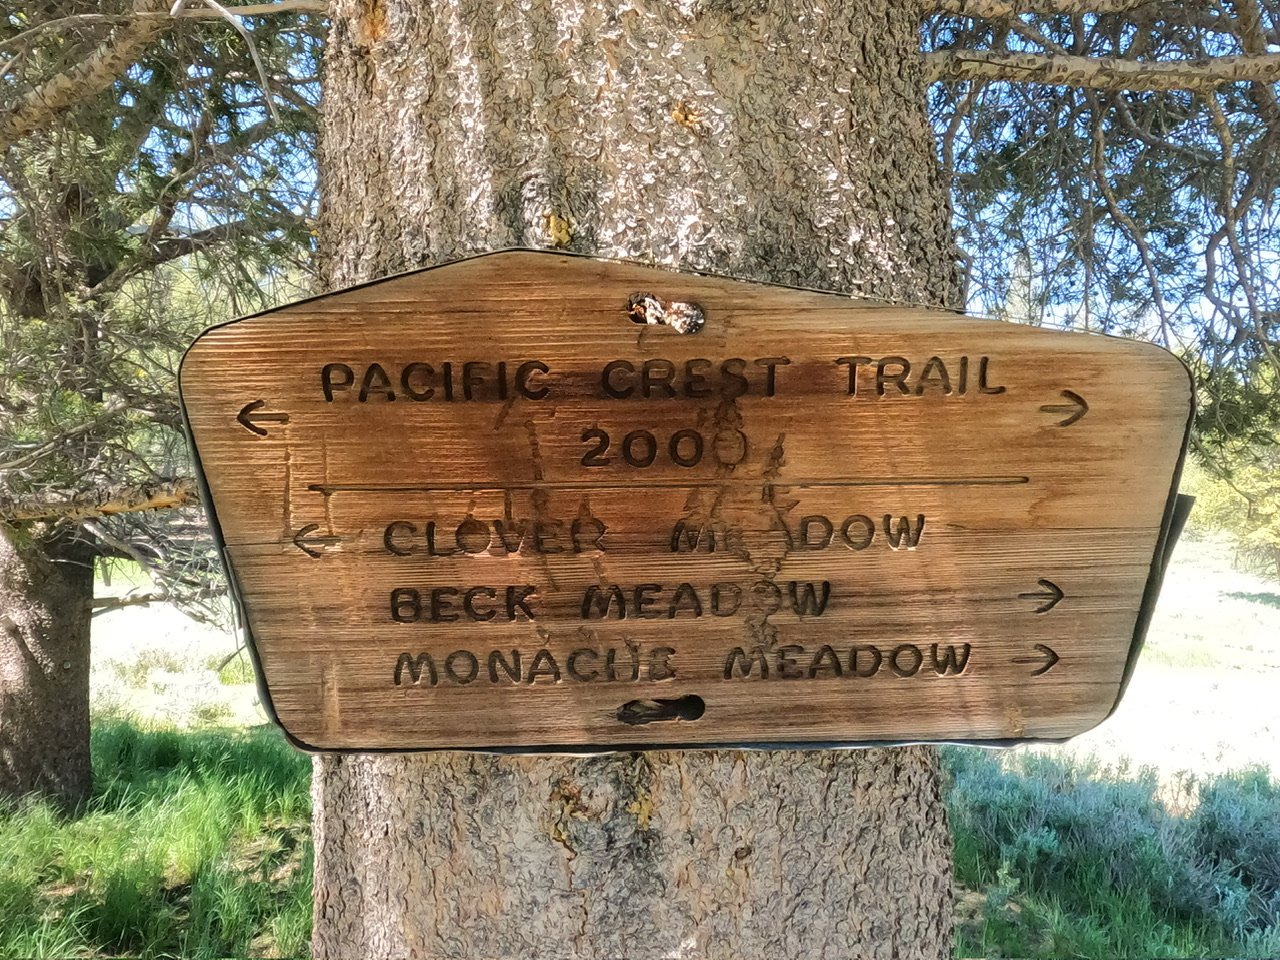 PACIFIC CREST TRAIL
← →
2000
← CLOVER MEADOW
BECK MEADOW →
MONACHE MEADOW →